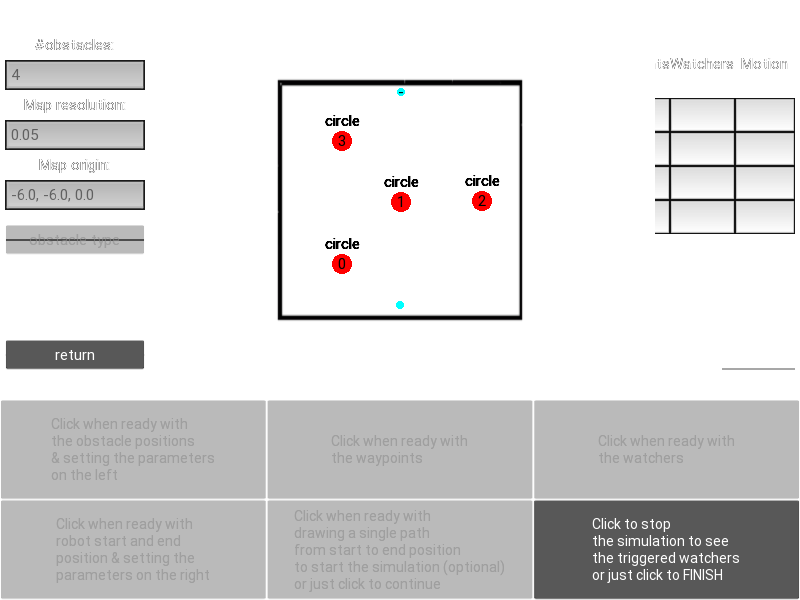 #obstacles:
4
Map resolution:
0.05
Map origin:
-6.0, -6.0, 0.0
obstacle type
return
circle
3
circle
1
circle
2
circle
0
Watchers Motion
Click when ready with
the obstacle positions
& setting the parameters
on the left
Click when ready with
the waypoints
Click when ready with
the watchers
Click when ready with
robot start and end
position & setting the
parameters on the right
Click when ready with
drawing a single path
from start to end position
to start the simulation (optional)
or just click to continue
Click to stop
the simulation to see
the triggered watchers
or just click to FINISH